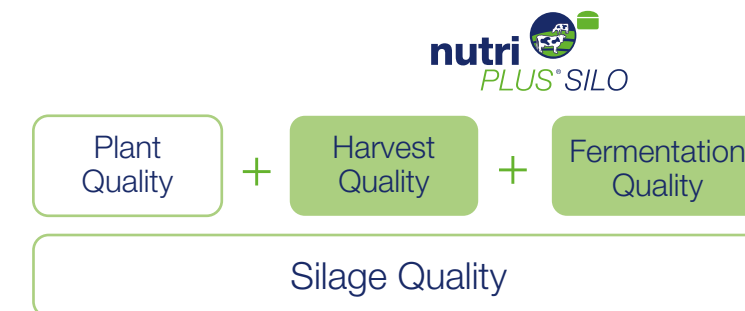 nutri
PLUS® SILO
Plant
Quality
+
Harvest
Quality
+
Fermentation
Quality
Silage Quality